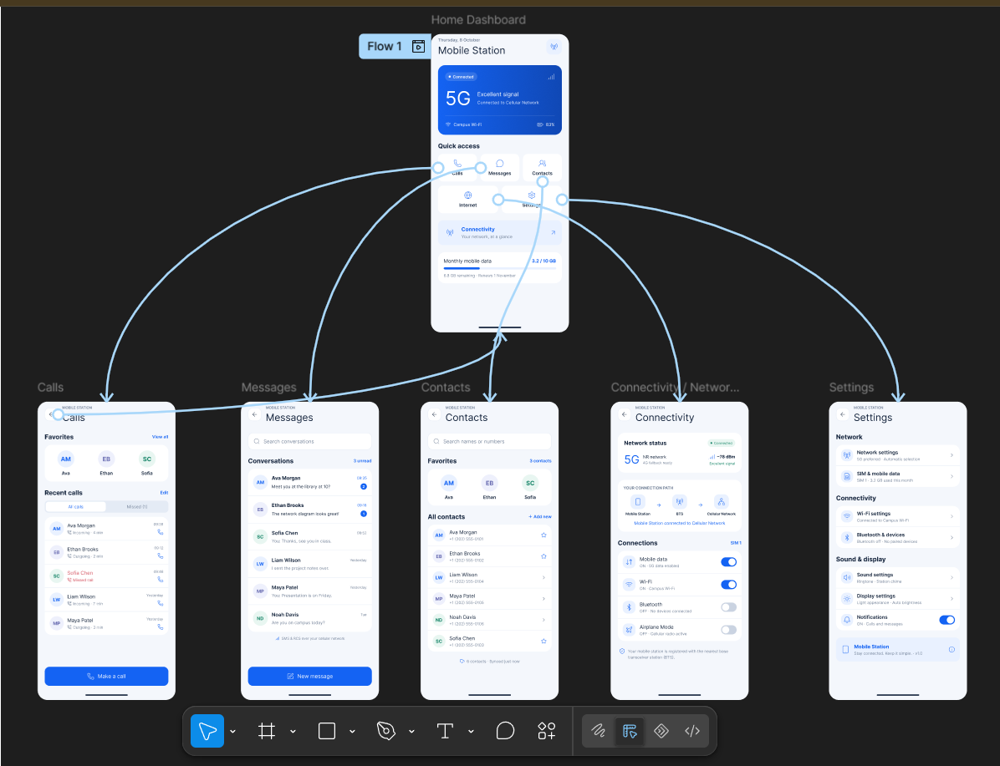 Home Dashboard
Flow 1
Thursday, 8 October
Mobile Station
Connected
5G
Excellent signal
Connected to Cellular Network
Campus Wi-Fi
83%
Quick access
Calls
Messages
Contacts
Internet
Settings
Connectivity
Your network, at a glance
Monthly mobile data
3.2 / 10 GB
6.8 GB remaining · Renews 1 November
Calls
MOBILE STATION
Calls
Favorites
View all
AM
EB
SC
Ava
Ethan
Sofia
Recent calls
Edit
All calls
Missed (1)
AM
Ava Morgan
Incoming · 4 min
EB
Ethan Brooks
Outgoing · 2 min
SC
Sofia Chen
Missed call
LW
Liam Wilson
Yesterday
Incoming · 7 min
MP
Maya Patel
Yesterday
Outgoing · 3 min
Make a call
Messages
MOBILE STATION
Messages
Search conversations
Conversations
3 unread
AM
Ava Morgan
Meet you at the library at 10?
2
EB
Ethan Brooks
The network diagram looks great!
1
SC
Sofia Chen
You: Thanks, see you in class.
LW
Liam Wilson
Yesterday
I sent the project notes over.
MP
Maya Patel
Yesterday
You: Presentation is on Friday.
ND
Noah Davis
Tue
Are you on campus today?
SMS & RCS over your cellular network
New message
Contacts
MOBILE STATION
Contacts
Search names or numbers
Favorites
3 contacts
AM
EB
SC
Ava
Ethan
Sofia
All contacts
+ Add new
AM
Ava Morgan
+1 (202) 555-0101
EB
Ethan Brooks
+1 (202) 555-0102
LW
Liam Wilson
+1 (202) 555-0104
MP
Maya Patel
+1 (202) 555-0105
ND
Noah Davis
+1 (202) 555-0106
SC
Sofia Chen
+1 (202) 555-0103
6 contacts · Synced just now
Connectivity / Networ...
MOBILE STATION
Connectivity
Network status
Connected
5G
NR network
4G fallback ready
-78 dBm
Excellent signal
YOUR CONNECTION PATH
Mobile Station
BTS
Cellular Network
Mobile Station connected to Cellular Network
Connections
SIM 1
Mobile data
ON · 5G data enabled
Wi-Fi
ON · Campus Wi-Fi
Bluetooth
OFF · No devices connected
Airplane Mode
OFF · Cellular radio active
Your mobile station is registered with the nearest base
transceiver station (BTS).
Settings
MOBILE STATION
Settings
Network
Network settings
5G preferred · Automatic selection
SIM & mobile data
SIM 1 · 3.2 GB used this month
Connectivity
Wi-Fi settings
Connected to Campus Wi-Fi
Bluetooth & devices
Bluetooth off · No paired devices
Sound & display
Sound settings
Ringtone · Station chime
Display settings
Light appearance · Auto brightness
Notifications
ON · Calls and messages
Mobile Station
Stay connected. Keep it simple. · v1.0